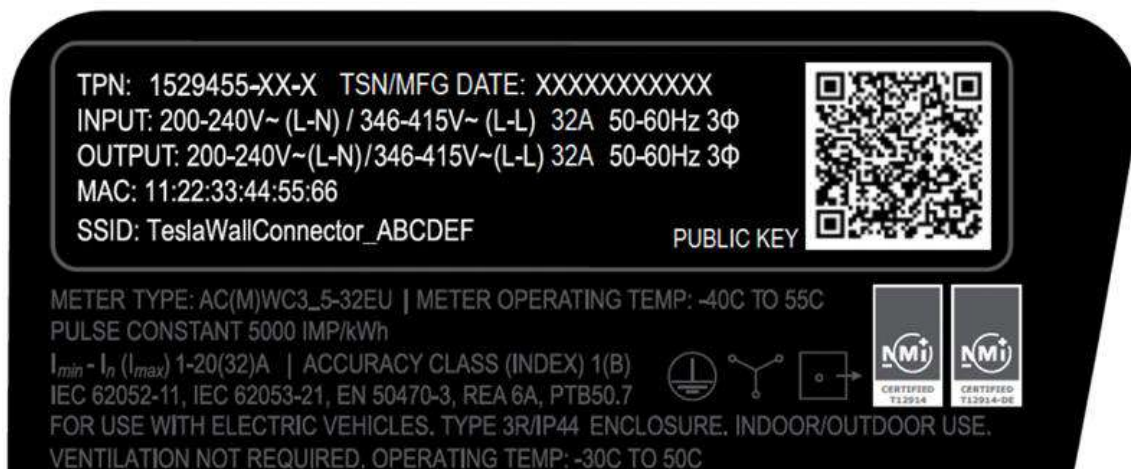 TPN: 1529455-XX-X TSN/MFG DATE: XXXXXXXXXXX
INPUT: 200-240V~ (L-N) / 346-415V~ (L-L) 32A 50-60Hz 3Φ
OUTPUT: 200-240V~(L-N)/346-415V~(L-L) 32A 50-60Hz 3Φ
MAC: 11:22:33:44:55:66
SSID: TeslaWallConnector_ABCDEF
PUBLIC KEY
METER TYPE: AC(M)WC3_5-32EU | METER OPERATING TEMP: -40C TO 55C
PULSE CONSTANT 5000 IMP/kWh
Imin - In (Imax) 1-20(32)A | ACCURACY CLASS (INDEX) 1(B)
IEC 62052-11, IEC 62053-21, EN 50470-3, REA 6A, PTB50.7
NMi
CERTIFIED
T12914
NMi
CERTIFIED
T12914-DE
FOR USE WITH ELECTRIC VEHICLES. TYPE 3R/IP44 ENCLOSURE. INDOOR/OUTDOOR USE.
VENTILATION NOT REQUIRED. OPERATING TEMP: -30C TO 50C